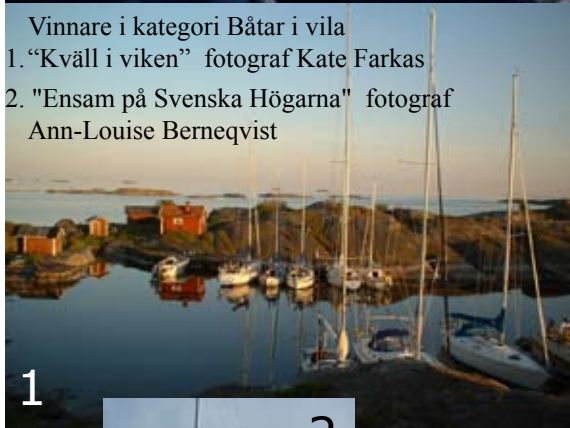 Vinnare i kategori Båtar i vila
1. “Kväll i viken” fotograf Kate Farkas
2. "Ensam på Svenska Högarna" fotograf
Ann-Louise Berneqvist
1